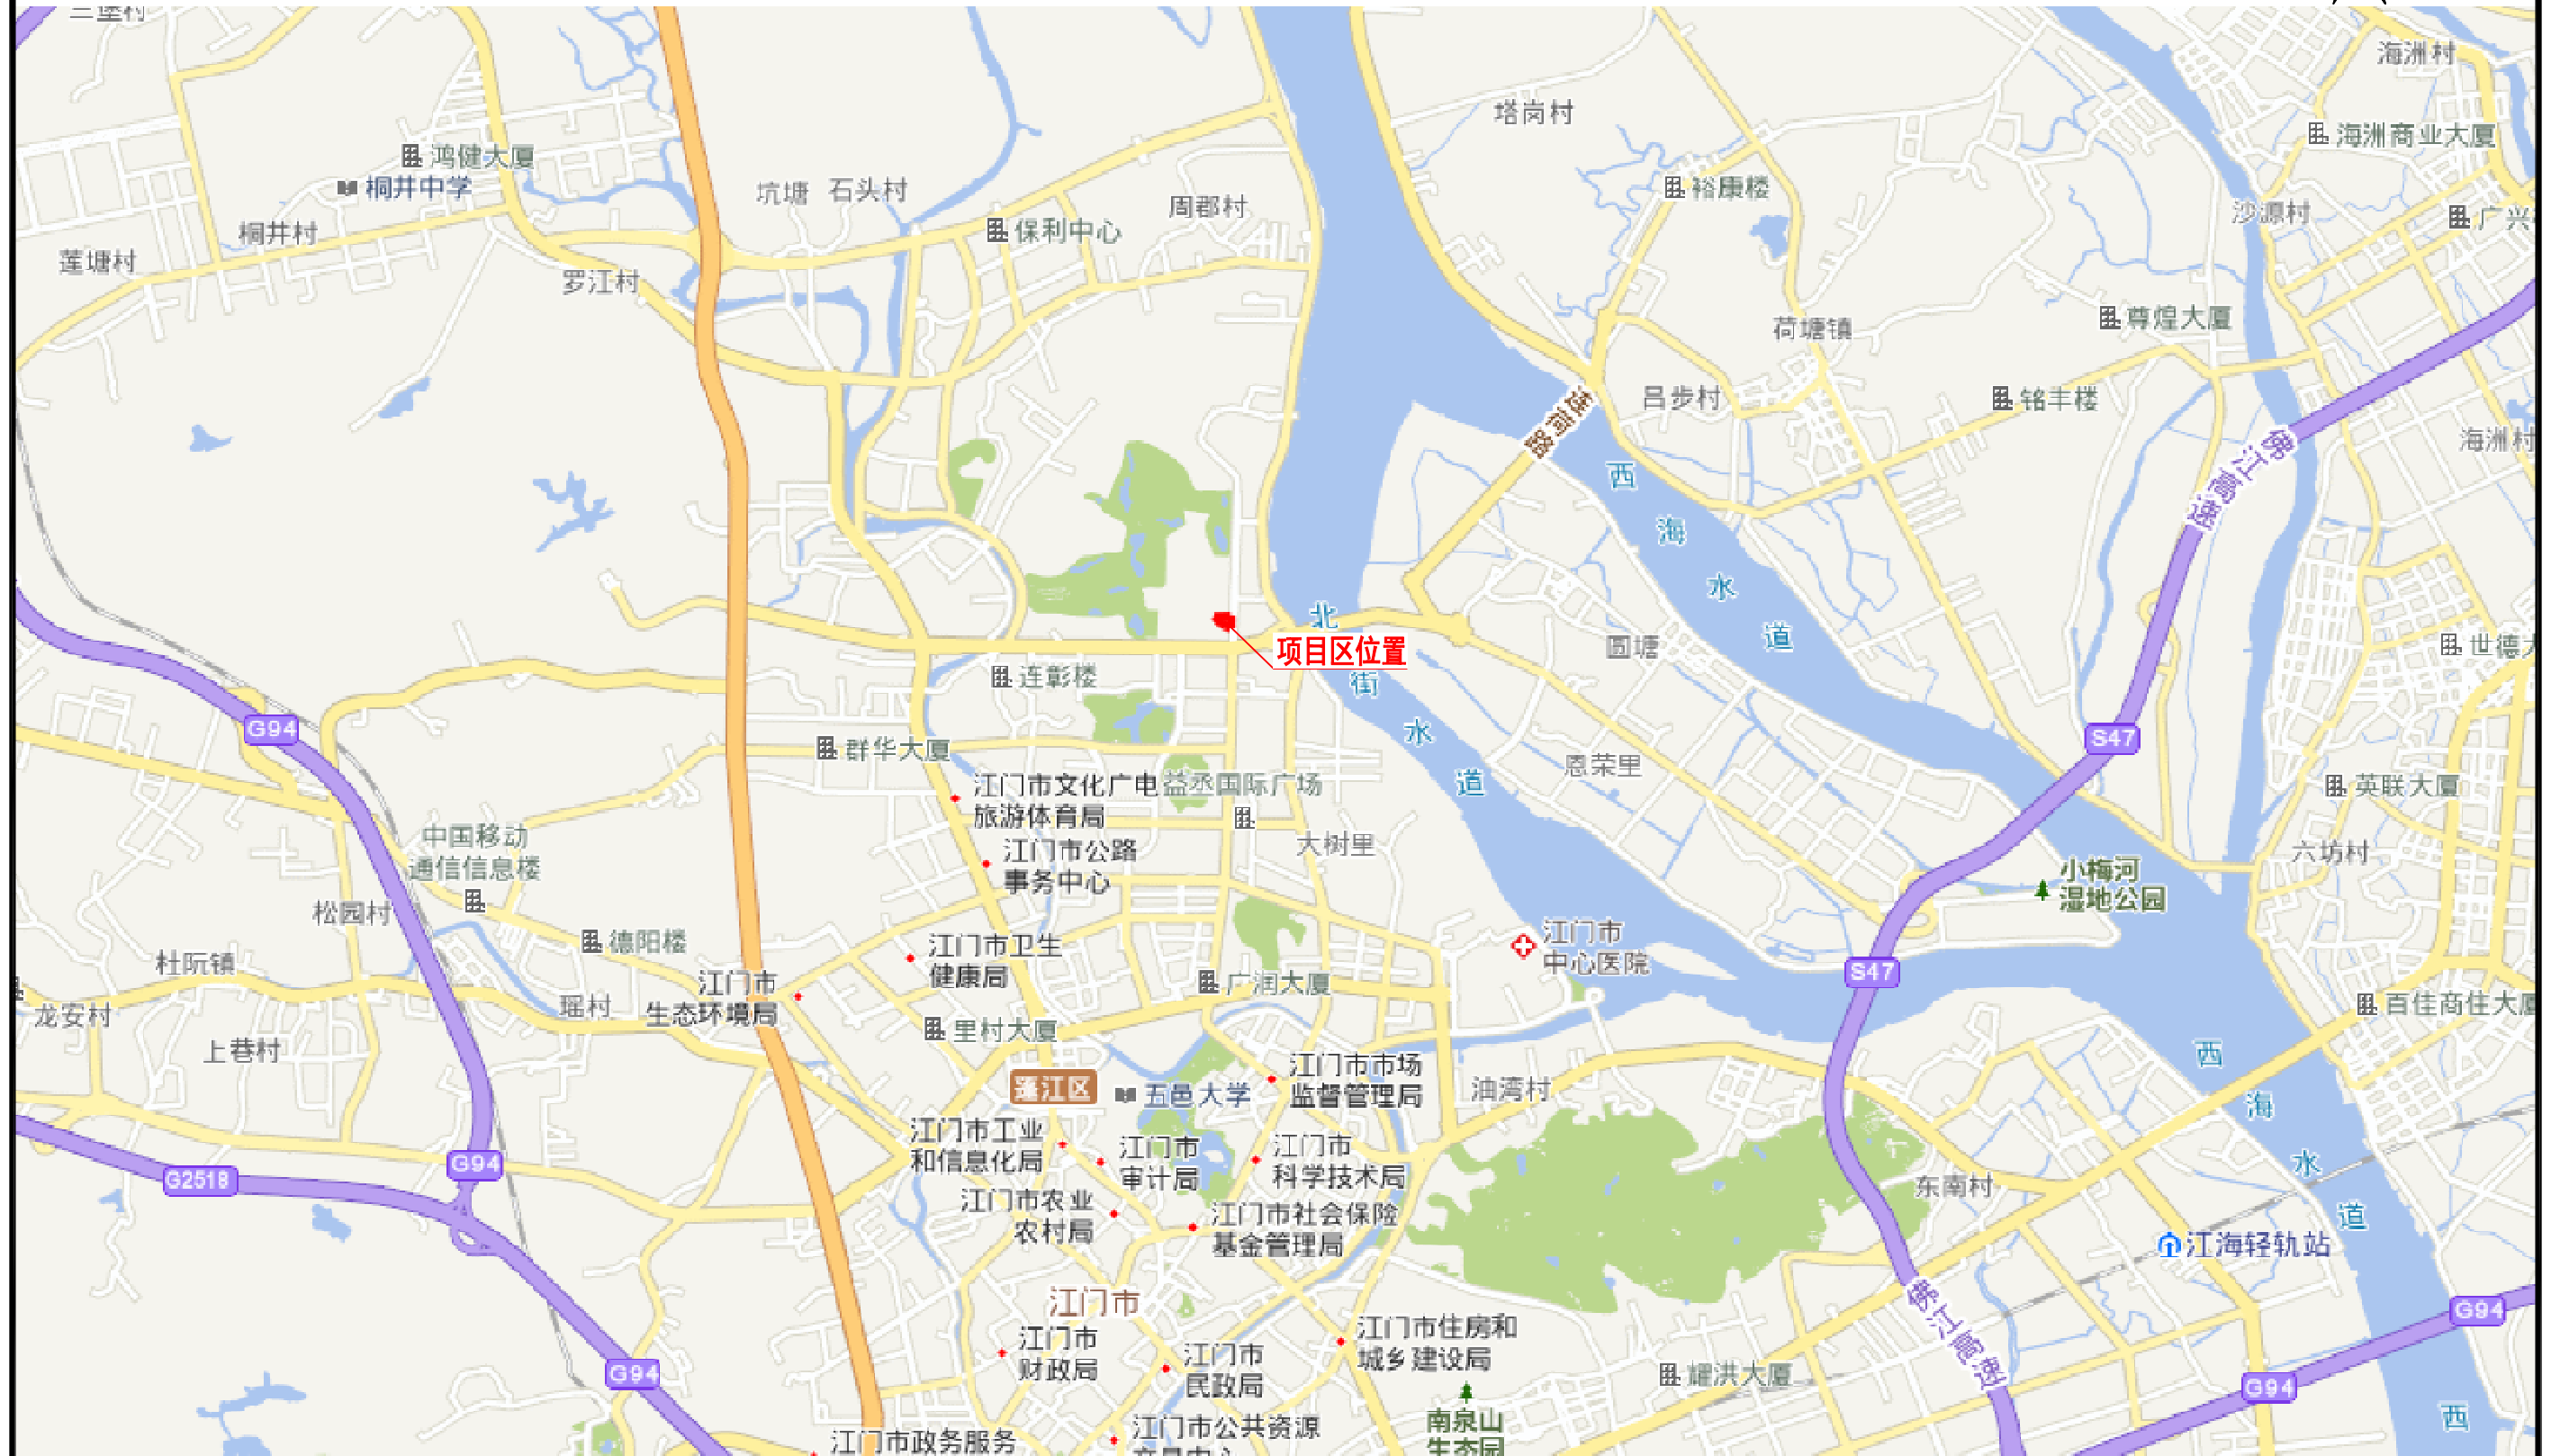 三堡村
海洲村
塔岗村
海洲商业大厦
鸿健大厦
桐井中学
坑塘
石头村
裕康楼
周郡村
沙源村
广兴
桐井村
保利中心
莲塘村
罗江村
尊煌大厦
荷塘镇
吕步村
铭丰楼
海洲村
佛江高速
西海水道
项目区位置
北街水道
圆塘
世德大
连彰楼
G94
S47
群华大厦
恩荣里
江门市文化广电
旅游体育局
益丞国际广场
英联大厦
中国移动
通信信息楼
大树里
江门市公路
事务中心
六坊村
小梅河
湿地公园
松园村
德阳楼
江门市
中心医院
江门市卫生
健康局
杜阮镇
S47
江门市
生态环境局
广润大厦
瑶村
龙安村
百佳商住大厦
里村大厦
上巷村
西海水道
江门市市场
监督管理局
油湾村
蓬江区
五邑大学
江门市工业
和信息化局
江门市
审计局
江门市
科学技术局
G94
G2518
东南村
江门市农业
农村局
江门市社会保险
基金管理局
江海轻轨站
江门市
G94
佛江高速
江门市
财政局
江门市
民政局
江门市住房和
城乡建设局
耀洪大厦
G94
G94
南泉山
生态园
西
江门市公共资源
江门市政务服务